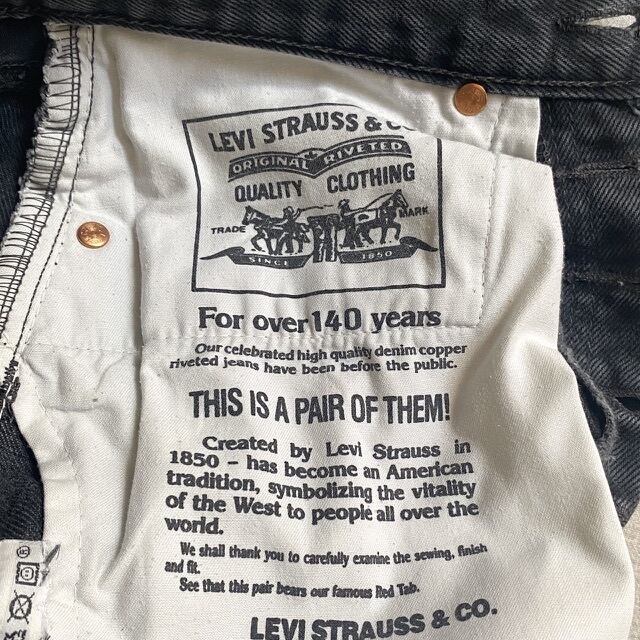 LEVI STRAUSS & CO.
ORIGINAL RIVETED
QUALITY CLOTHING
TRADE MARK
SINCE 1850
For over 140 years
Our celebrated high quality denim copper
riveted jeans have been before the public.
THIS IS A PAIR OF THEM!
Created by Levi Strauss in
1850 - has become an American
tradition, symbolizing the vitality
of the West to people all over the
world.
We shall thank you to carefully examine the sewing, finish
and fit.
See that this pair bears our famous Red Tab.
LEVI STRAUSS & CO.